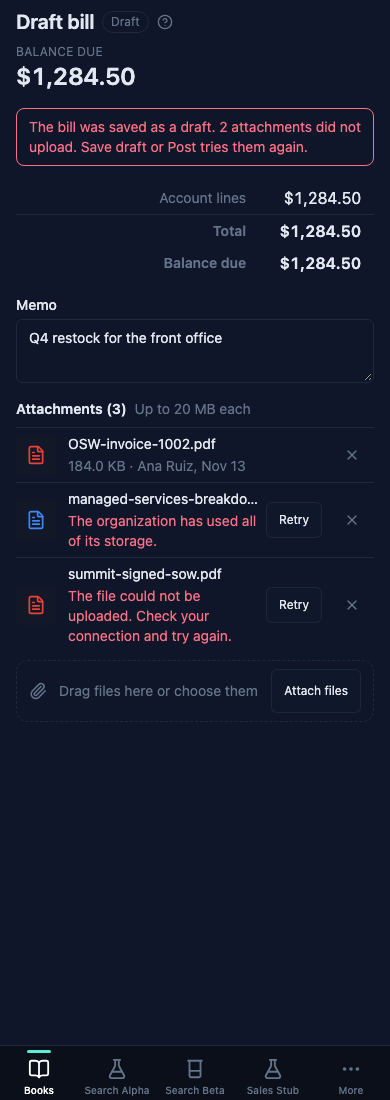 Draft bill Draft
BALANCE DUE
$1,284.50
The bill was saved as a draft. 2 attachments did not
upload. Save draft or Post tries them again.
Account lines $1,284.50
Total $1,284.50
Balance due $1,284.50
Memo
Q4 restock for the front office
Attachments (3) Up to 20 MB each
OSW-invoice-1002.pdf
184.0 KB · Ana Ruiz, Nov 13
managed-services-breakdo...
The organization has used all
of its storage.
Retry
summit-signed-sow.pdf
The file could not be
uploaded. Check your
connection and try again.
Retry
Drag files here or choose them Attach files
Books Search Alpha Search Beta Sales Stub More